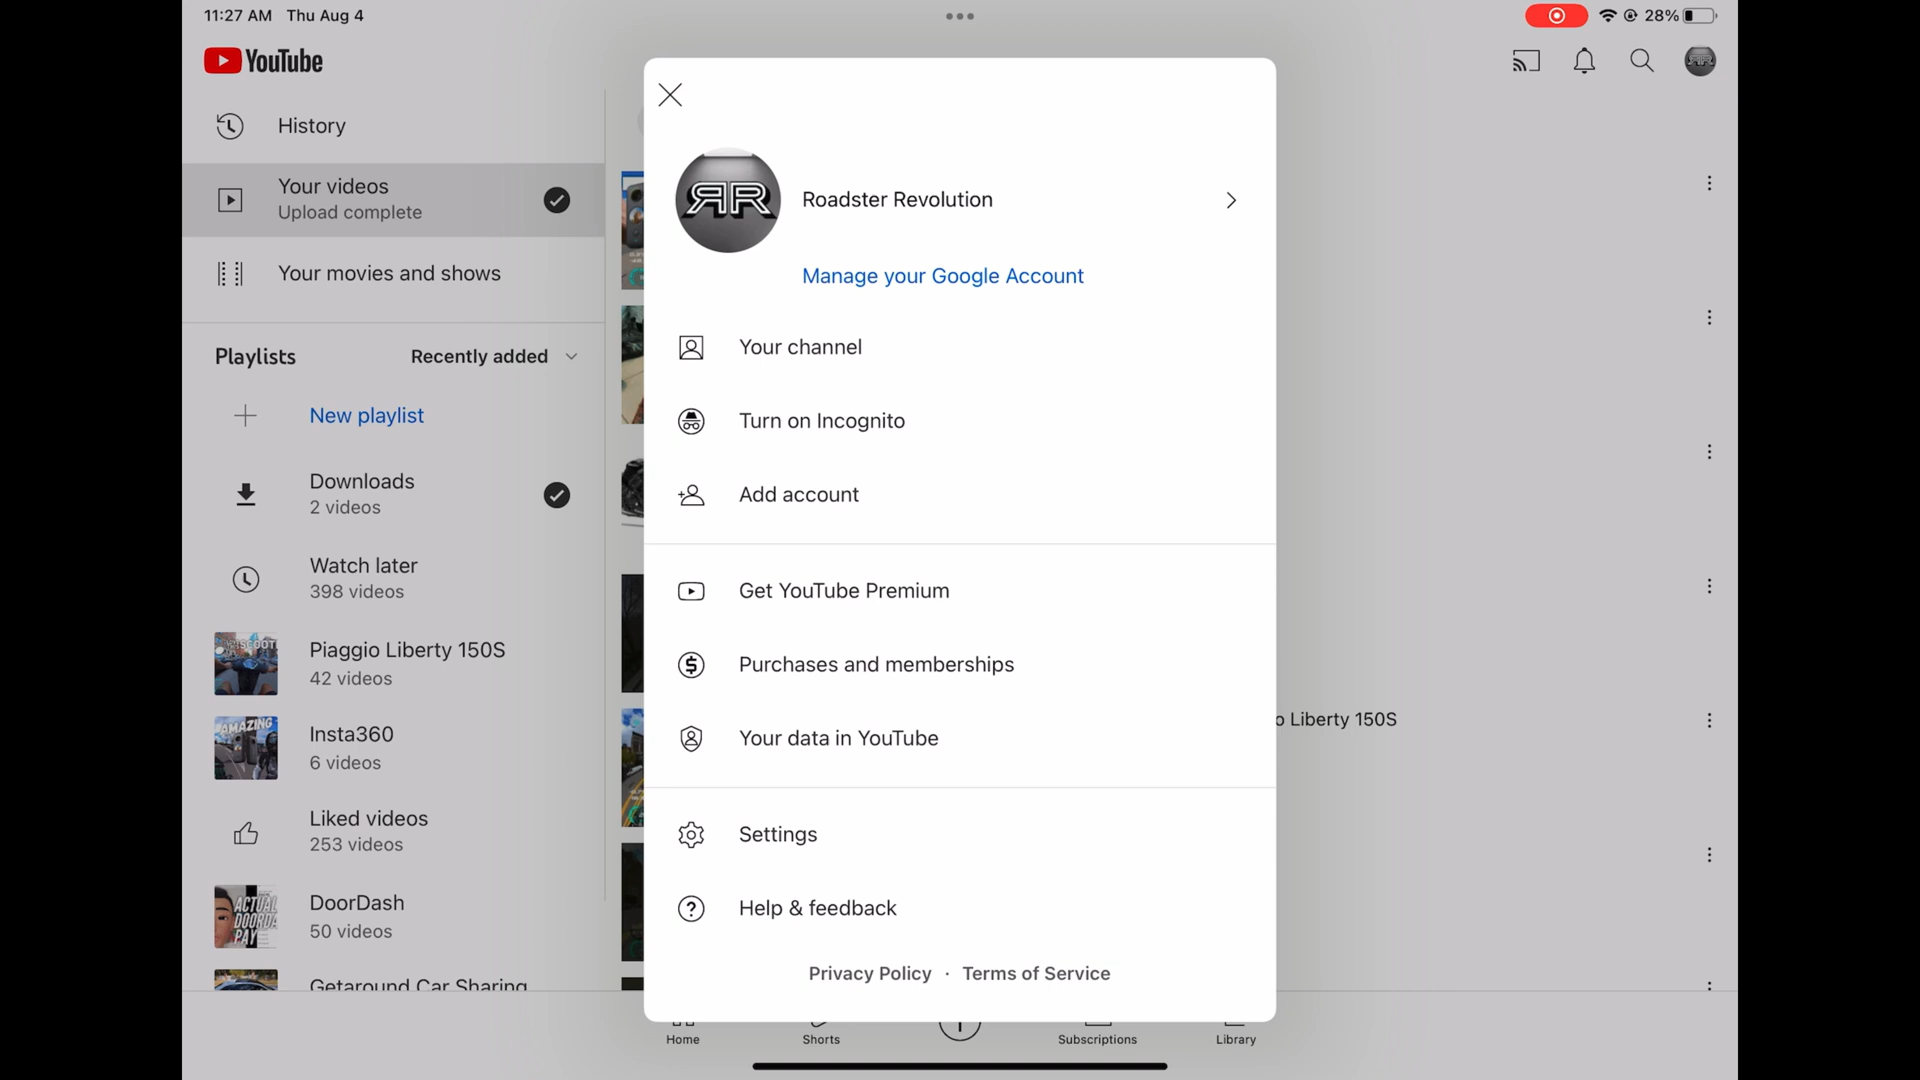 11:27 AM Thu Aug 4
28%
YouTube
History
Your videos
Upload complete
Your movies and shows
Playlists
Recently added
New playlist
Downloads
2 videos
Watch later
398 videos
Piaggio Liberty 150S
42 videos
AMAZING
Insta360
6 videos
Liked videos
253 videos
ACTUAL
PAY
DoorDash
50 videos
Getaround Car Sharing
RR
Roadster Revolution
Manage your Google Account
Your channel
Turn on Incognito
Add account
Get YouTube Premium
Purchases and memberships
Your data in YouTube
Settings
Help & feedback
Privacy Policy · Terms of Service
o Liberty 150S
Home
Shorts
Subscriptions
Library